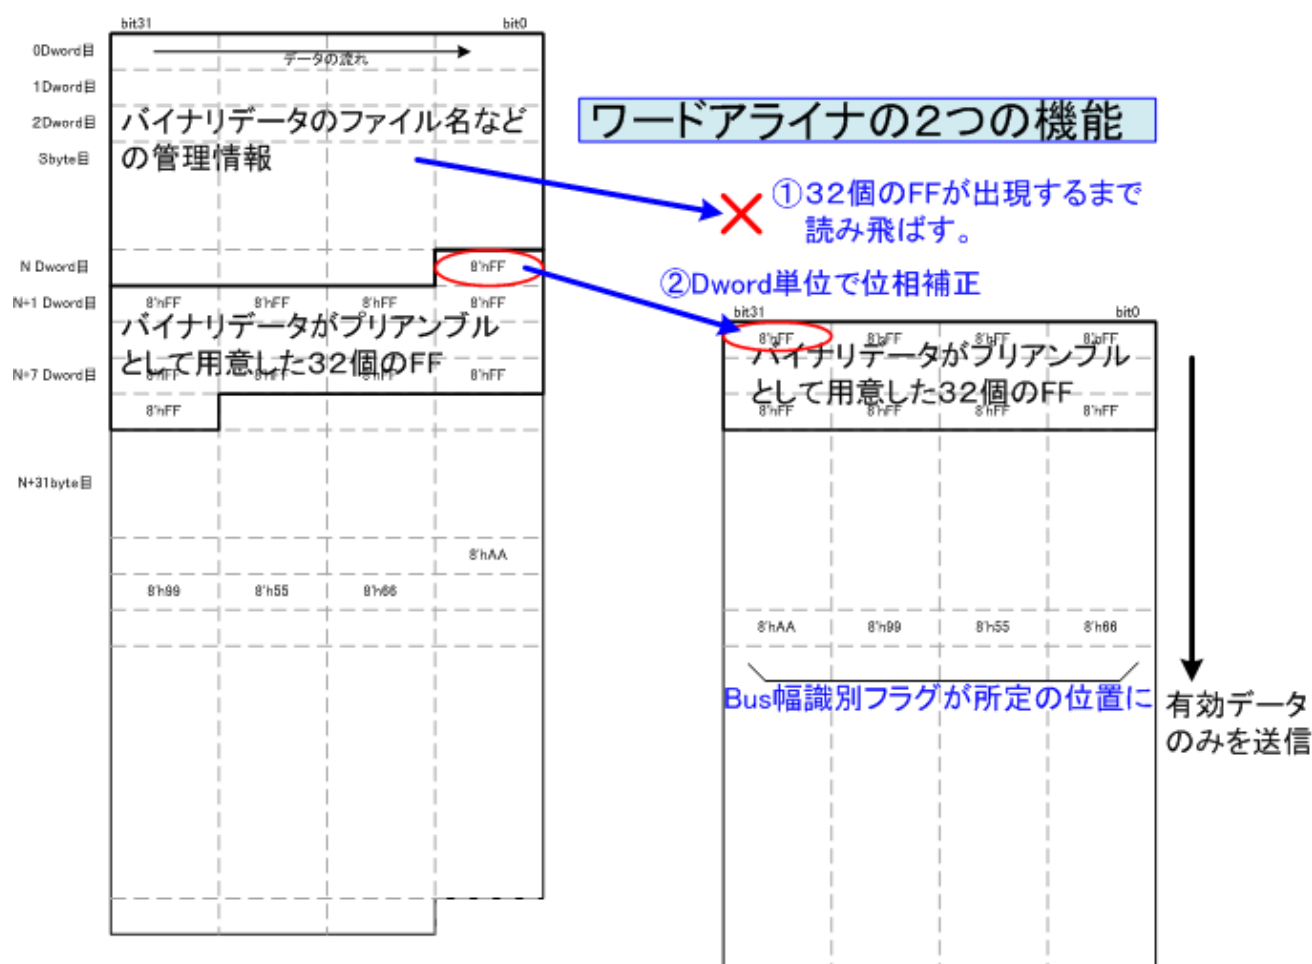 bit31 bit0
0Dword目
データの流れ
1Dword目
2Dword目
3byte目
バイナリデータのファイル名など
の管理情報
ワードアライナの2つの機能
①32個のFFが出現するまで
読み飛ばす。
N Dword目
8'hFF
②Dword単位で位相補正
N+1 Dword目
8'hFF 8'hFF 8'hFF 8'hFF
バイナリデータがプリアンブル
として用意した32個のFF
N+7 Dword目
8'hFF 8'hFF 8'hFF 8'hFF
8'hFF
N+31byte目
8'hAA
8'h99 8'h55 8'h66
bit31 bit0
8'hFF 8'hFF 8'hFF 8'hFF
バイナリデータがプリアンブル
として用意した32個のFF
8'hFF 8'hFF 8'hFF 8'hFF
8'hAA 8'h99 8'h55 8'h66
Bus幅識別フラグが所定の位置に
有効データ
のみを送信